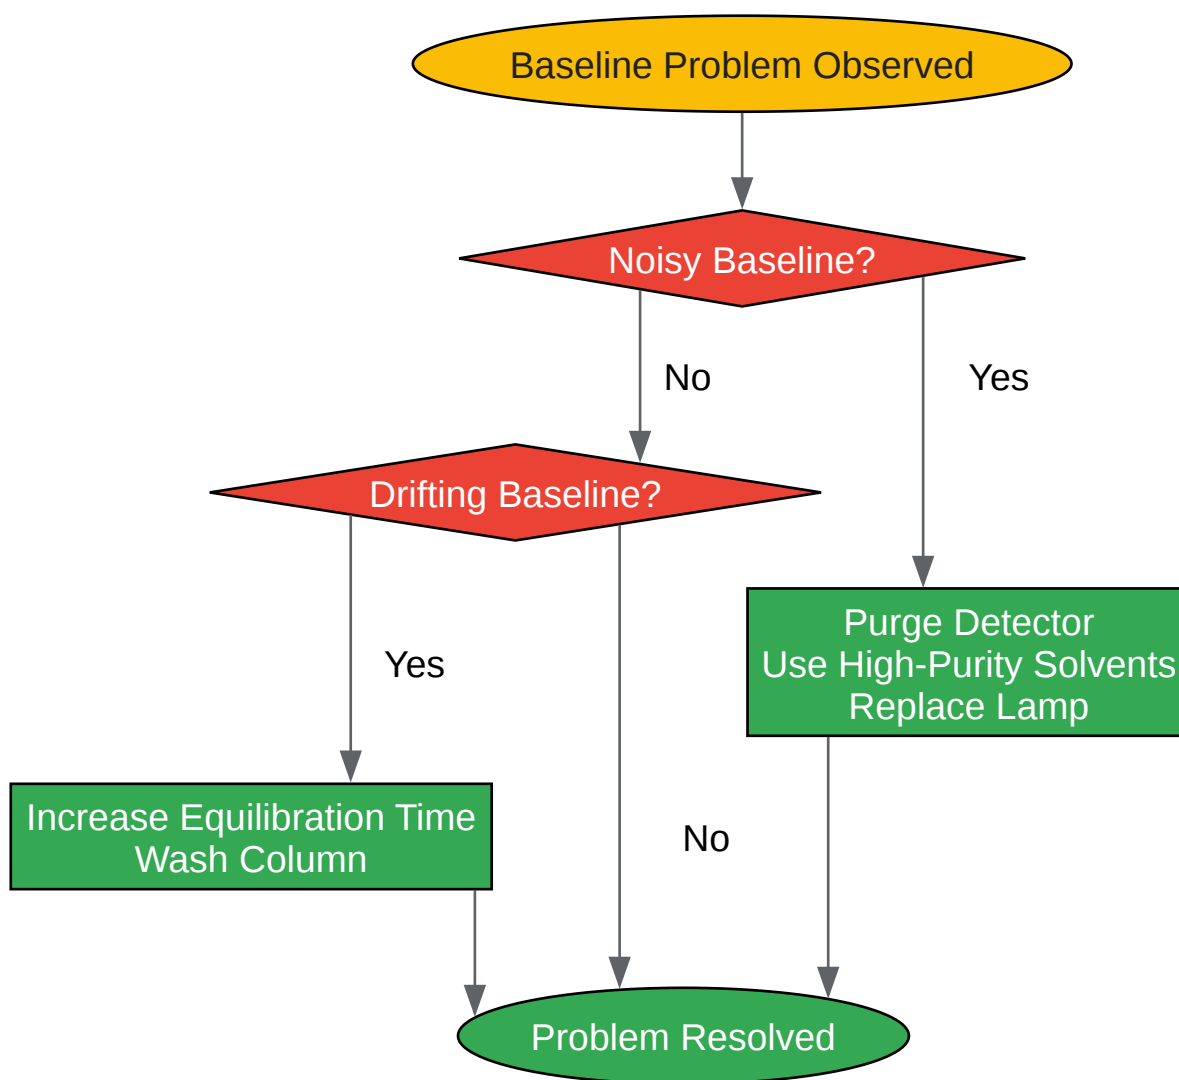 Baseline Problem Observed
Noisy Baseline?
No
Yes
Drifting Baseline?
Yes
Purge Detector
Use High-Purity Solvents
Replace Lamp
Increase Equilibration Time
Wash Column
No
Problem Resolved